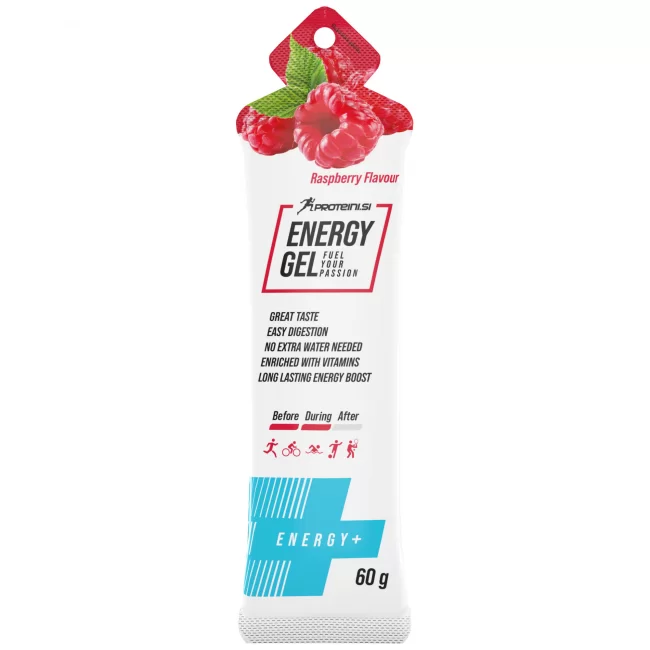 Raspberry Flavour
PROTEINI.SI
ENERGY
GEL
FUEL
YOUR
PASSION
GREAT TASTE
EASY DIGESTION
NO EXTRA WATER NEEDED
ENRICHED WITH VITAMINS
LONG LASTING ENERGY BOOST
Before During After
ENERGY+
60 g